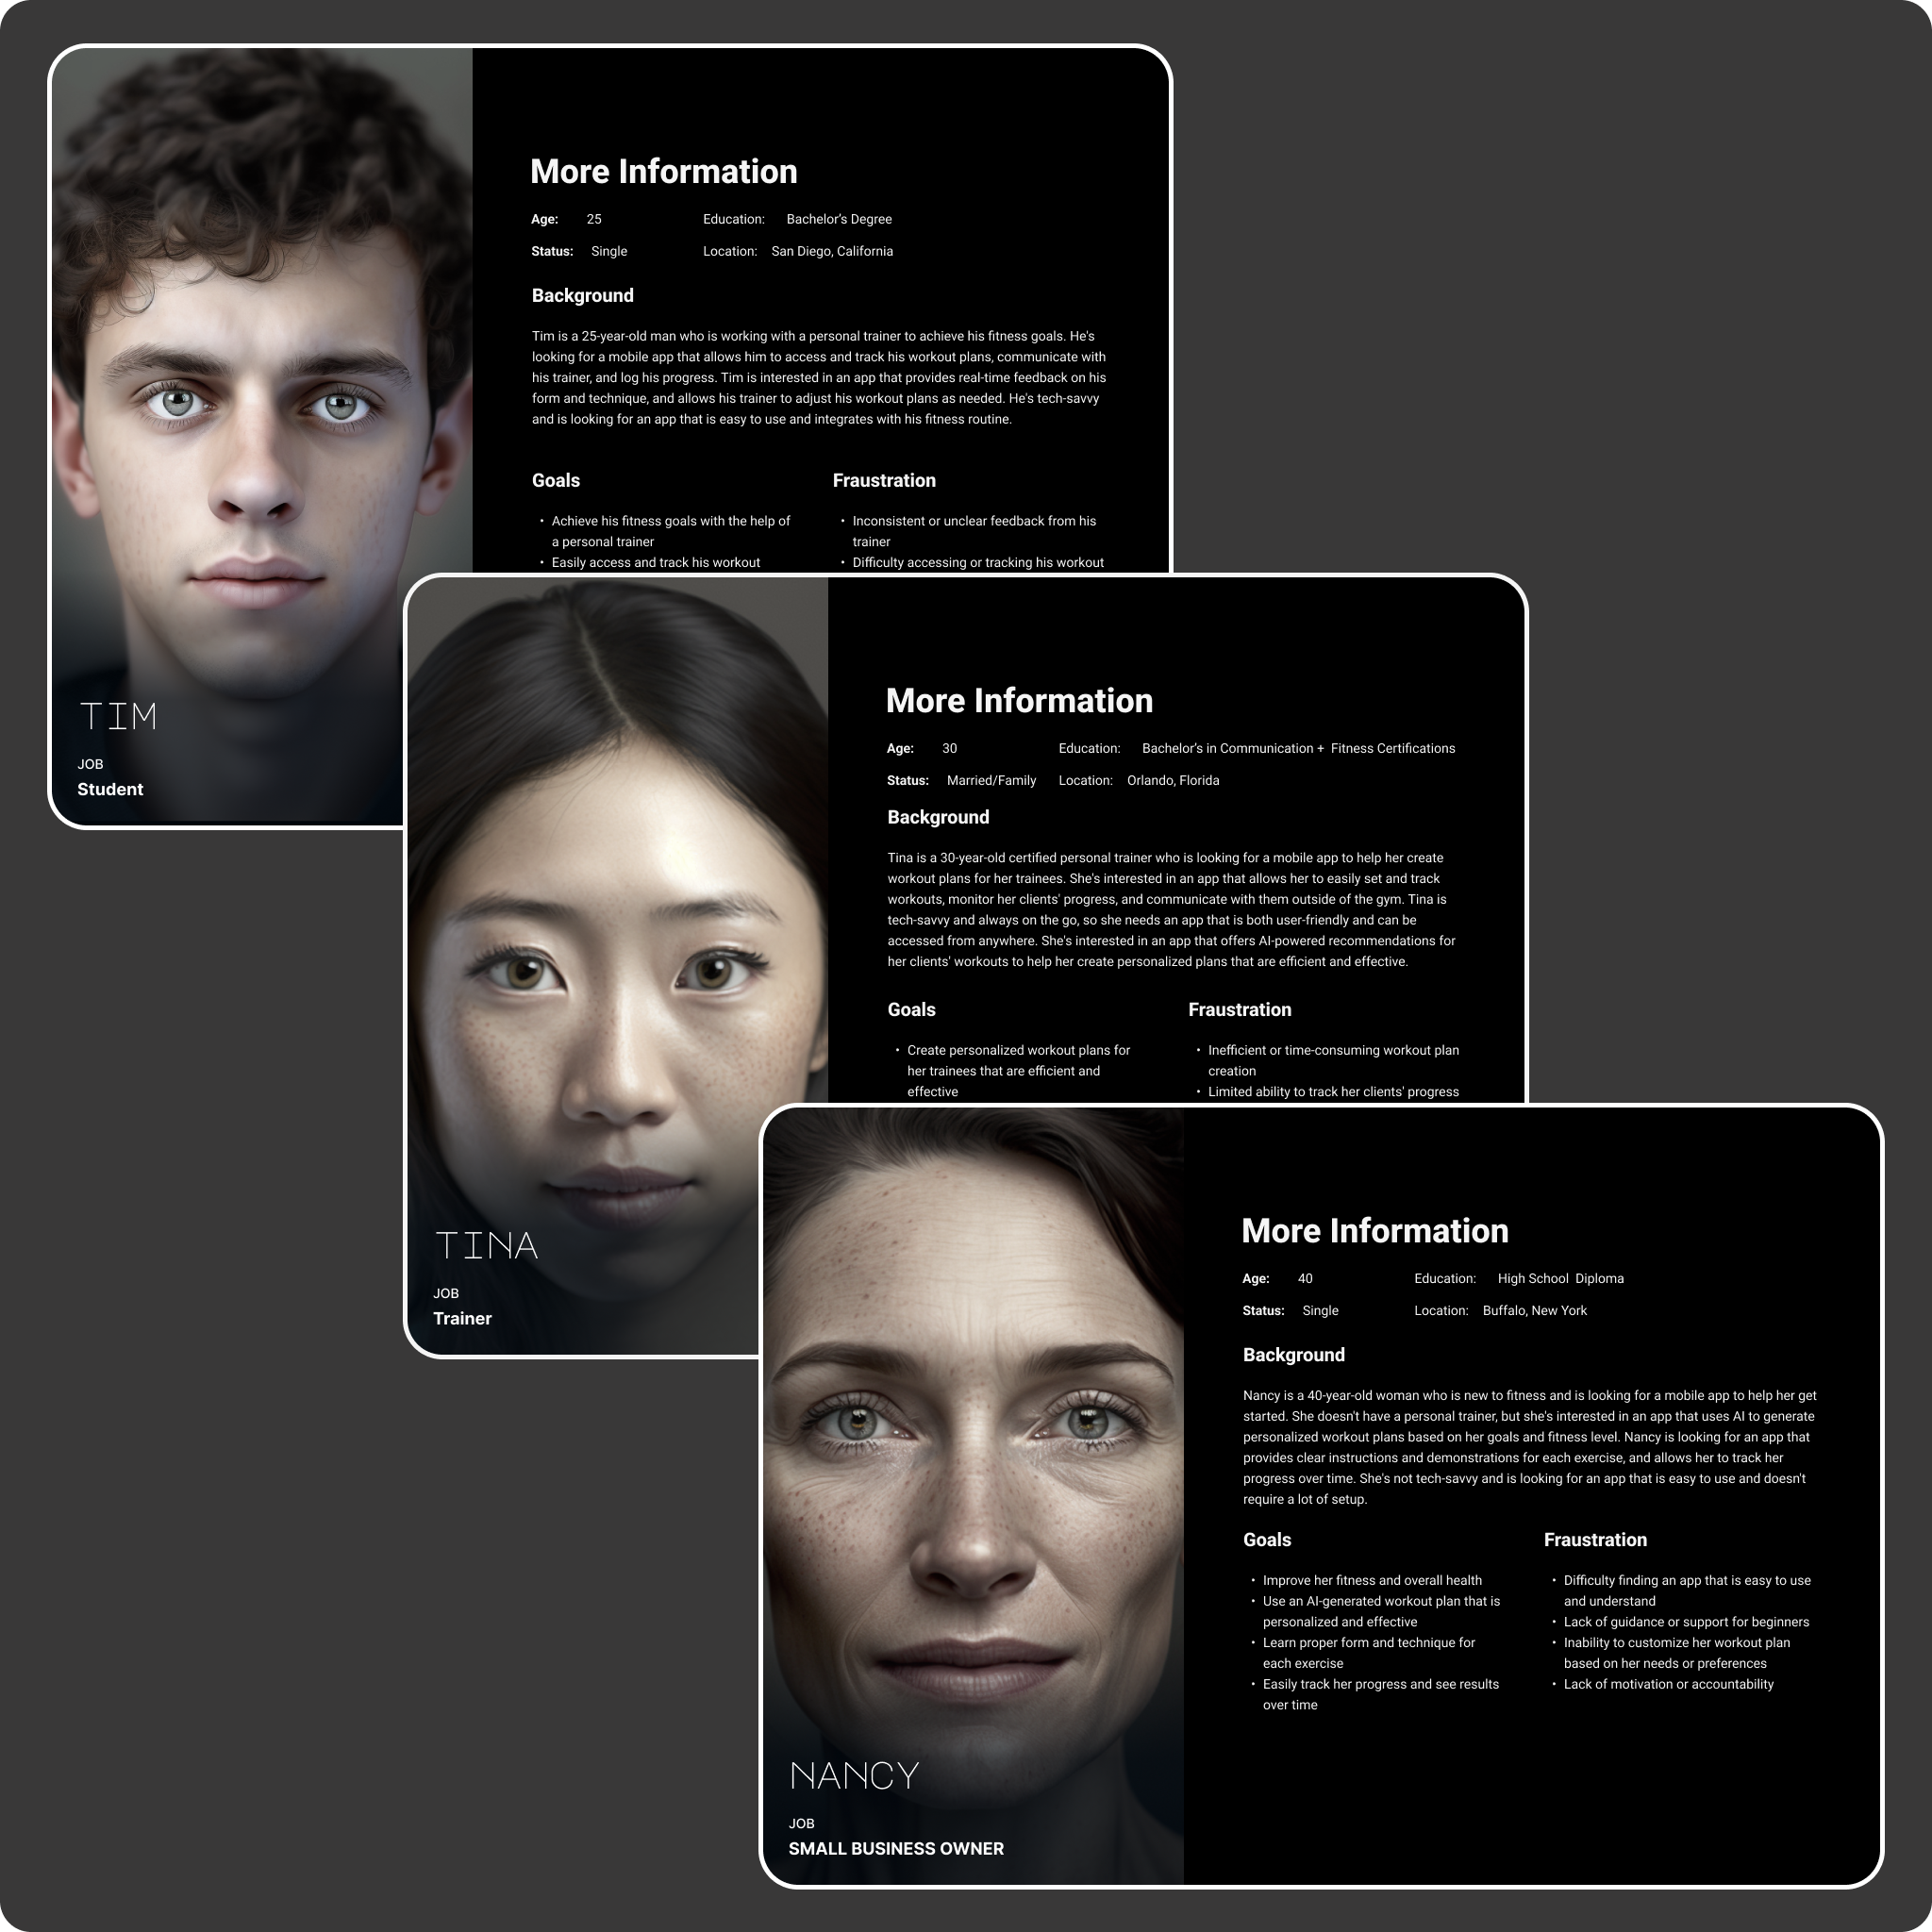 More Information
Age: 25 Education: Bachelor's Degree
Status: Single Location: San Diego, California
Background
Tim is a 25-year-old man who is working with a personal trainer to achieve his fitness goals. He's
looking for a mobile app that allows him to access and track his workout plans, communicate with
his trainer, and log his progress. Tim is interested in an app that provides real-time feedback on his
form and technique, and allows his trainer to adjust his workout plans as needed. He's tech-savvy
and is looking for an app that is easy to use and integrates with his fitness routine.
Goals
• Achieve his fitness goals with the help of
a personal trainer
• Easily access and track his workout
Fraustration
• Inconsistent or unclear feedback from his
trainer
• Difficulty accessing or tracking his workout
TIM
JOB
Student
More Information
Age: 30 Education: Bachelor's in Communication + Fitness Certifications
Status: Married/Family Location: Orlando, Florida
Background
Tina is a 30-year-old certified personal trainer who is looking for a mobile app to help her create
workout plans for her trainees. She's interested in an app that allows her to easily set and track
workouts, monitor her clients' progress, and communicate with them outside of the gym. Tina is
tech-savvy and always on the go, so she needs an app that is both user-friendly and can be
accessed from anywhere. She's interested in an app that offers AI-powered recommendations for
her clients' workouts to help her create personalized plans that are efficient and effective.
Goals
• Create personalized workout plans for
her trainees that are efficient and
effective
Fraustration
• Inefficient or time-consuming workout plan
creation
• Limited ability to track her clients' progress
TINA
JOB
Trainer
More Information
Age: 40 Education: High School Diploma
Status: Single Location: Buffalo, New York
Background
Nancy is a 40-year-old woman who is new to fitness and is looking for a mobile app to help her get
started. She doesn't have a personal trainer, but she's interested in an app that uses AI to generate
personalized workout plans based on her goals and fitness level. Nancy is looking for an app that
provides clear instructions and demonstrations for each exercise, and allows her to track her
progress over time. She's not tech-savvy and is looking for an app that is easy to use and doesn't
require a lot of setup.
Goals
• Improve her fitness and overall health
• Use an AI-generated workout plan that is
personalized and effective
• Learn proper form and technique for
each exercise
• Easily track her progress and see results
over time
Fraustration
• Difficulty finding an app that is easy to use
and understand
• Lack of guidance or support for beginners
• Inability to customize her workout plan
based on her needs or preferences
• Lack of motivation or accountability
NANCY
JOB
SMALL BUSINESS OWNER